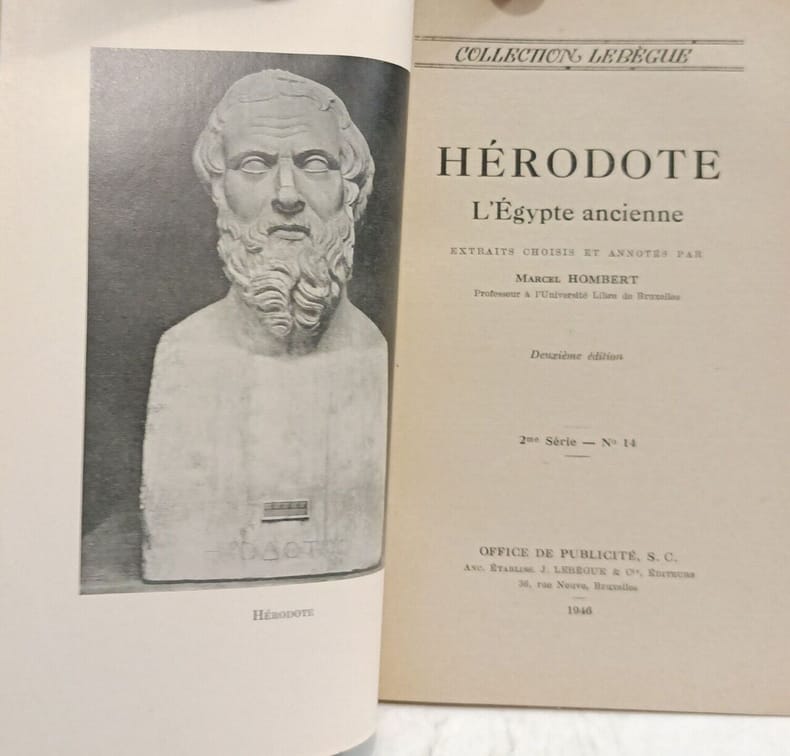 HÉRODOTE
COLLECTION LEBÈGUE
HÉRODOTE
L'Égypte ancienne
EXTRAITS CHOISIS ET ANNOTÉS PAR
MARCEL HOMBERT
Professeur à l'Université Libre de Bruxelles
Deuxième édition
2me Série — No 14
OFFICE DE PUBLICITÉ, S. C.
ANC. ÉTABLISS. J. LEBÈGUE & Cie, ÉDITEURS
36, rue Neuve, Bruxelles
1946